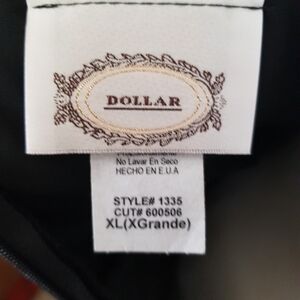 DOLLAR
No Lavar En Seco
HECHO EN E.U.A
STYLE# 1335
CUT# 600506
XL(XGrande)